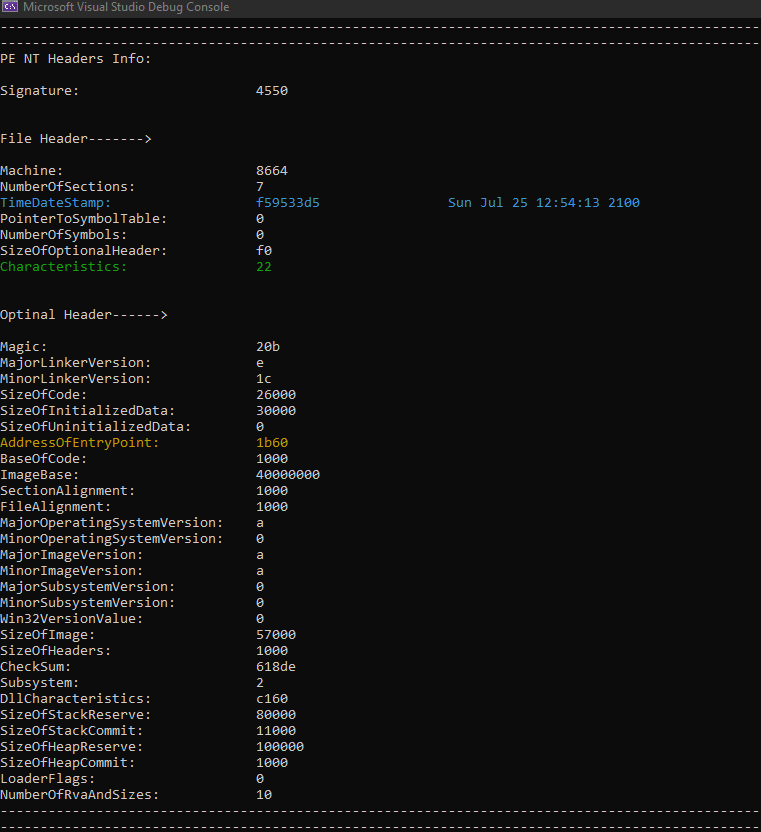 Microsoft Visual Studio Debug Console
PE NT Headers Info:
Signature: 4550
File Header------->
Machine: 8664
NumberOfSections: 7
TimeDateStamp: f59533d5 Sun Jul 25 12:54:13 2100
PointerToSymbolTable: 0
NumberOfSymbols: 0
SizeOfOptionalHeader: f0
Characteristics: 22
Optinal Header------>
Magic: 20b
MajorLinkerVersion: e
MinorLinkerVersion: 1c
SizeOfCode: 26000
SizeOfInitializedData: 30000
SizeOfUninitializedData: 0
AddressOfEntryPoint: 1b60
BaseOfCode: 1000
ImageBase: 40000000
SectionAlignment: 1000
FileAlignment: 1000
MajorOperatingSystemVersion: a
MinorOperatingSystemVersion: 0
MajorImageVersion: a
MinorImageVersion: a
MajorSubsystemVersion: 0
MinorSubsystemVersion: 0
Win32VersionValue: 0
SizeOfImage: 57000
SizeOfHeaders: 1000
CheckSum: 618de
Subsystem: 2
DllCharacteristics: c160
SizeOfStackReserve: 80000
SizeOfStackCommit: 11000
SizeOfHeapReserve: 100000
SizeOfHeapCommit: 1000
LoaderFlags: 0
NumberOfRvaAndSizes: 10